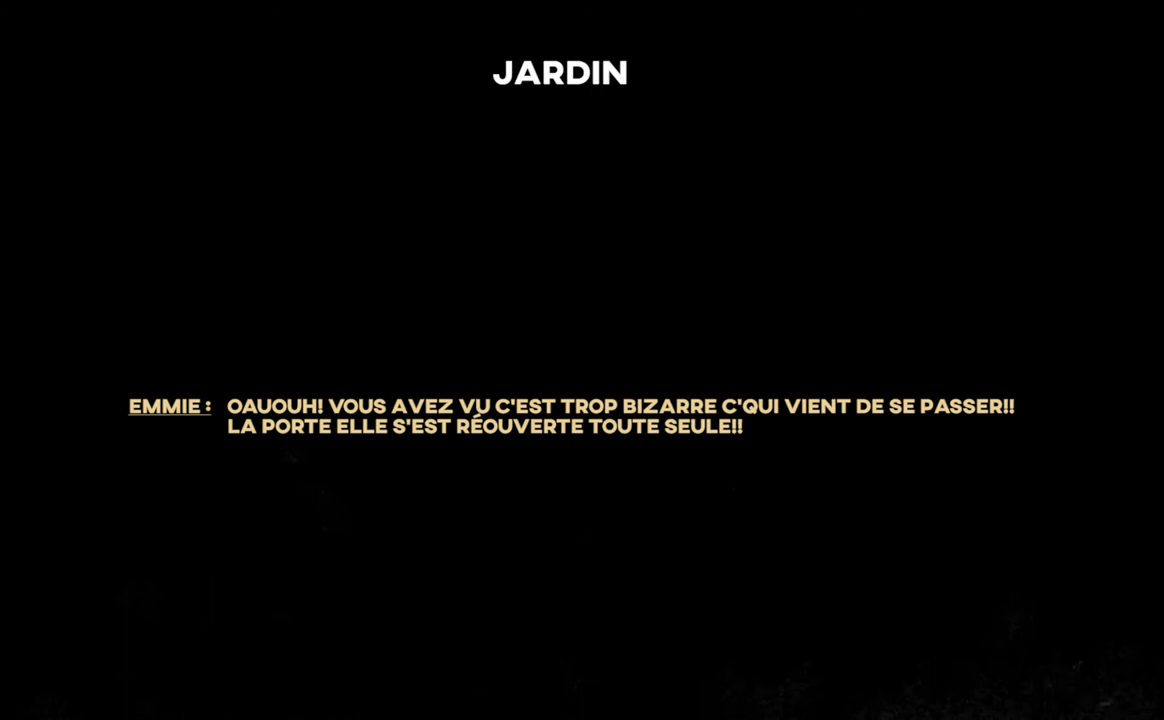 JARDIN
EMMIE : OAUOUH! VOUS AVEZ VU C'EST TROP BIZARRE C'QUI VIENT DE SE PASSER!!
LA PORTE ELLE S'EST RÉOUVERTE TOUTE SEULE!!